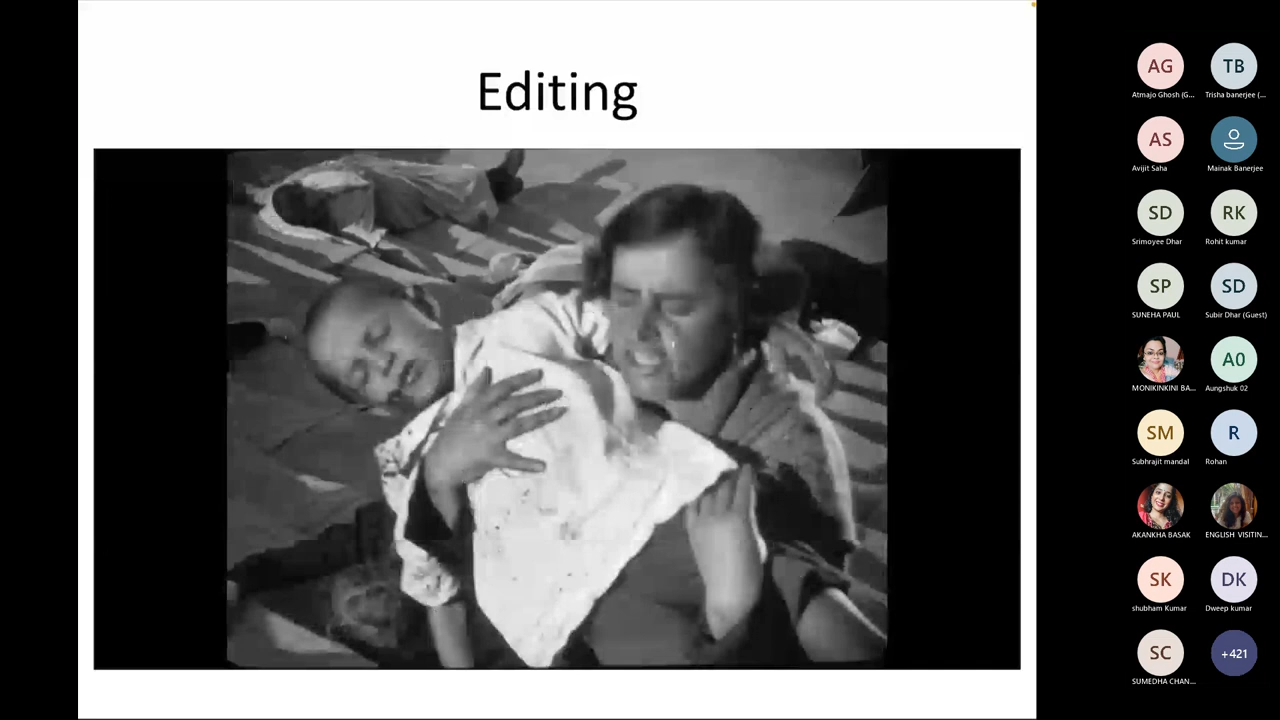 Editing
AG
TB
Atmajo Ghosh (G...
Trisha banerjee (...
AS
Avijit Saha
Mainak Banerjee
SD
RK
Srimoyee Dhar
Rohit kumar
SP
SD
SUNEHA PAUL
Subir Dhar (Guest)
A0
MONIKINKINI BA...
Aungshuk 02
SM
R
Subhrajit mandal
Rohan
AKANKHA BASAK
ENGLISH VISITIN...
SK
DK
shubham Kumar
Dweep kumar
SC
+421
SUMEDHA CHAN...